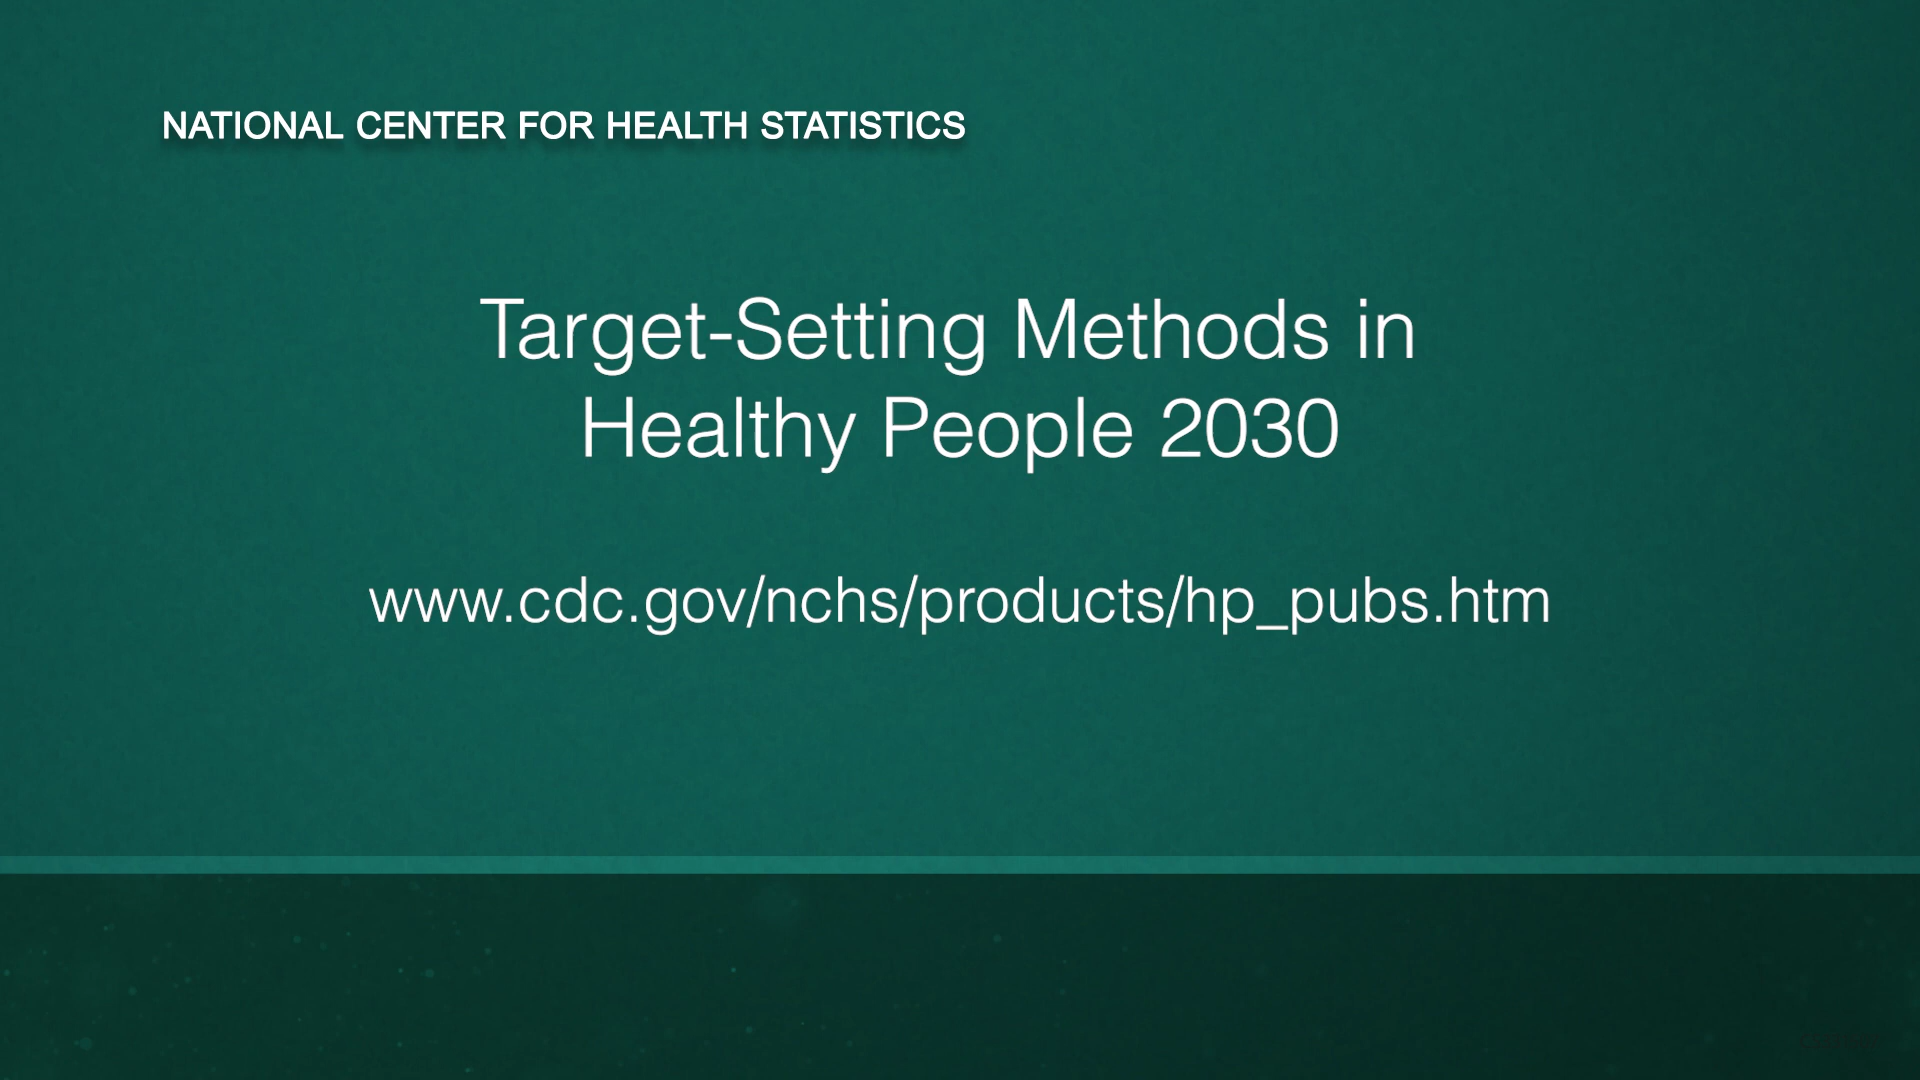 NATIONAL CENTER FOR HEALTH STATISTICS
Target-Setting Methods in
Healthy People 2030
www.cdc.gov/nchs/products/hp_pubs.htm